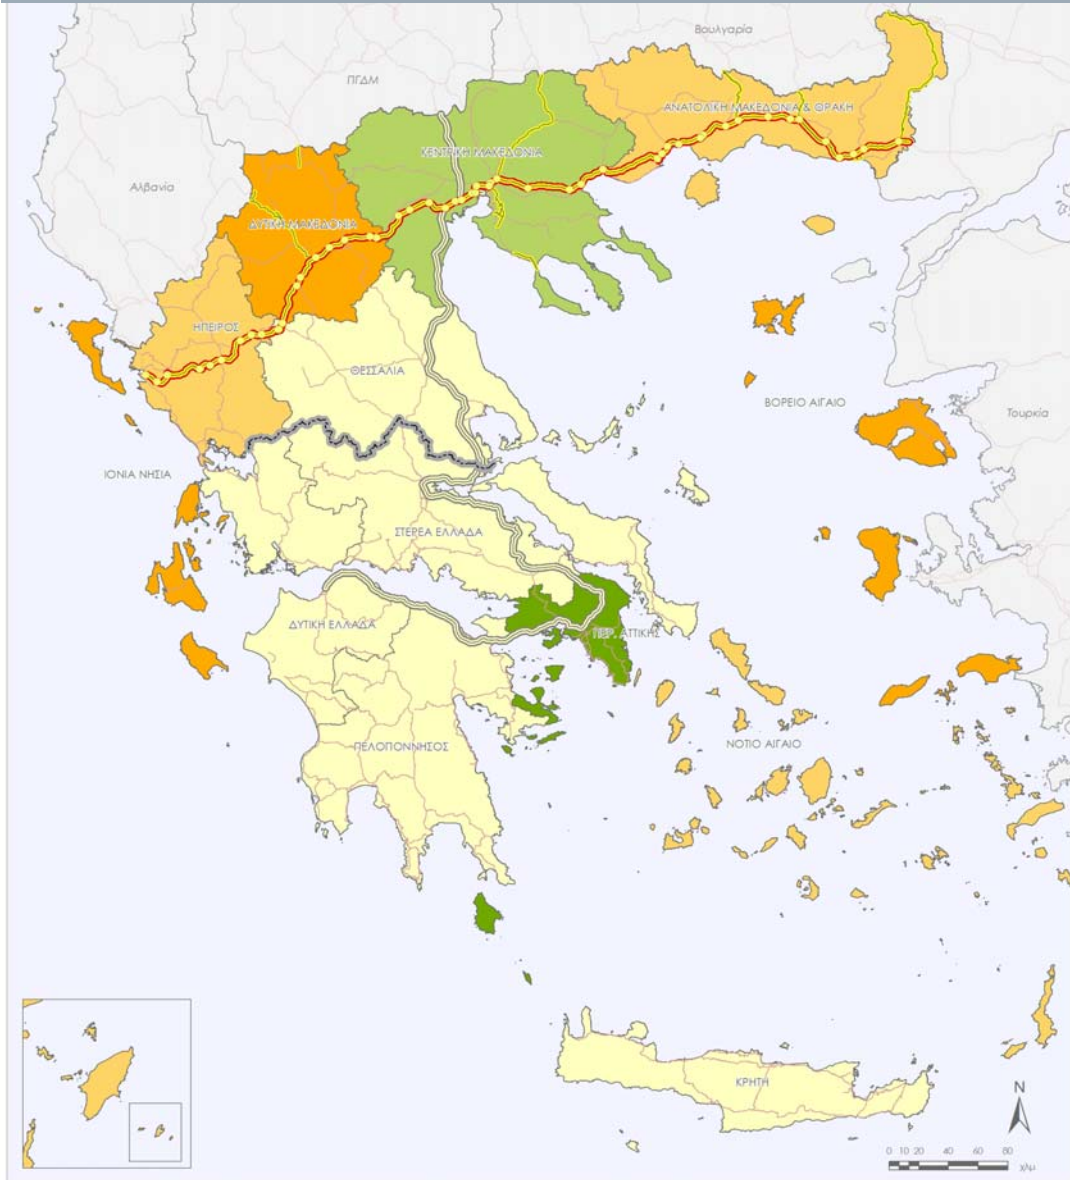 Βουλγαρία
ΠΓΔΜ
ΑΝΑΤΟΛΙΚΗ ΜΑΚΕΔΟΝΙΑ & ΘΡΑΚΗ
ΚΕΝΤΡΙΚΗ ΜΑΚΕΔΟΝΙΑ
Αλβανία
ΔΥΤΙΚΗ ΜΑΚΕΔΟΝΙΑ
ΗΠΕΙΡΟΣ
ΘΕΣΣΑΛΙΑ
ΒΟΡΕΙΟ ΑΙΓΑΙΟ
Τουρκία
ΙΟΝΙΑ ΝΗΣΙΑ
ΣΤΕΡΕΑ ΕΛΛΑΔΑ
ΔΥΤΙΚΗ ΕΛΛΑΔΑ
ΠΕΡ. ΑΤΤΙΚΗΣ
ΠΕΛΟΠΟΝΝΗΣΟΣ
ΝΟΤΙΟ ΑΙΓΑΙΟ
ΚΡΗΤΗ
N
0 10 20 40 60 80
χλμ